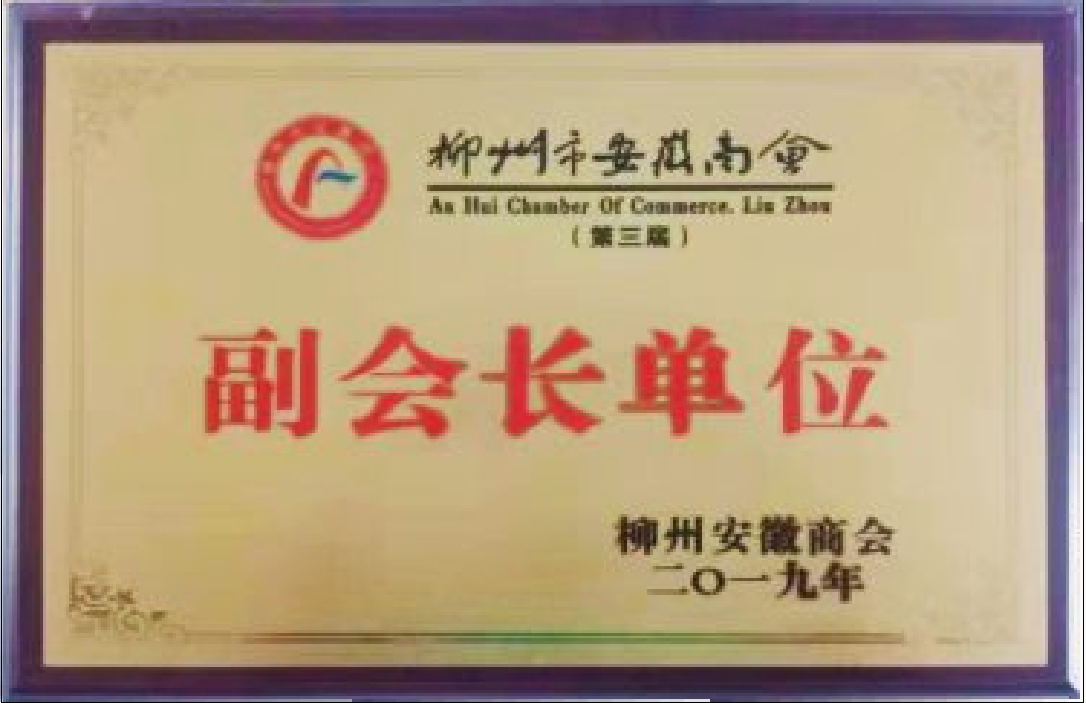 柳州市安徽商会
An Hui Chamber Of Commerce. Liu Zhou
（第三届）
副会长单位
柳州安徽商会
二〇一九年